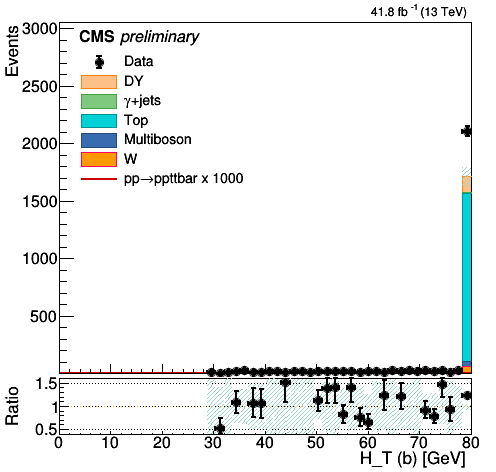 41.8 fb⁻¹ (13 TeV)
CMS preliminary
Data
DY
γ+jets
Top
Multiboson
W
pp→ppttbar x 1000
Events
3000
2500
2000
1500
1000
500
Ratio
1.5
1
0.5
0 10 20 30 40 50 60 70 80
H_T (b) [GeV]